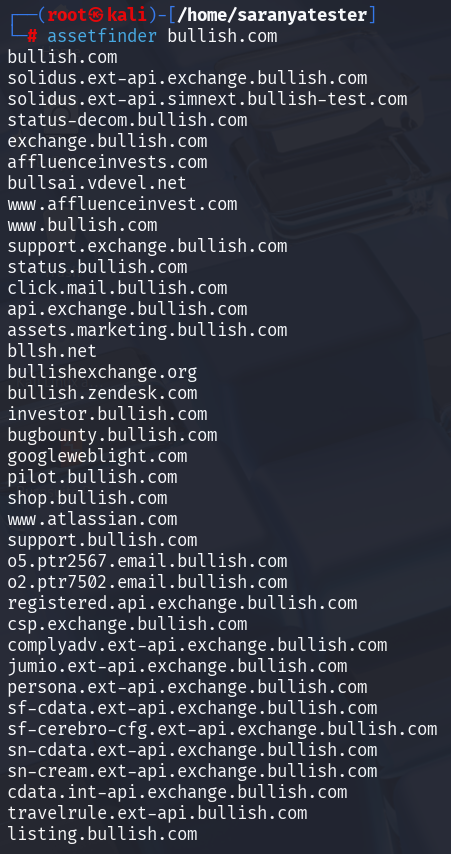 ┌──(root㉿kali)-[/home/saranyatester]
└─# assetfinder bullish.com
bullish.com
solidus.ext-api.exchange.bullish.com
solidus.ext-api.simnext.bullish-test.com
status-decom.bullish.com
exchange.bullish.com
affluenceinvests.com
bullsai.vdevel.net
www.affluenceinvest.com
www.bullish.com
support.exchange.bullish.com
status.bullish.com
click.mail.bullish.com
api.exchange.bullish.com
assets.marketing.bullish.com
bllsh.net
bullishexchange.org
bullish.zendesk.com
investor.bullish.com
bugbounty.bullish.com
googleweblight.com
pilot.bullish.com
shop.bullish.com
www.atlassian.com
support.bullish.com
o5.ptr2567.email.bullish.com
o2.ptr7502.email.bullish.com
registered.api.exchange.bullish.com
csp.exchange.bullish.com
complyadv.ext-api.exchange.bullish.com
jumio.ext-api.exchange.bullish.com
persona.ext-api.exchange.bullish.com
sf-cdata.ext-api.exchange.bullish.com
sf-cerebro-cfg.ext-api.exchange.bullish.com
sn-cdata.ext-api.exchange.bullish.com
sn-cream.ext-api.exchange.bullish.com
cdata.int-api.exchange.bullish.com
travelrule.ext-api.bullish.com
listing.bullish.com